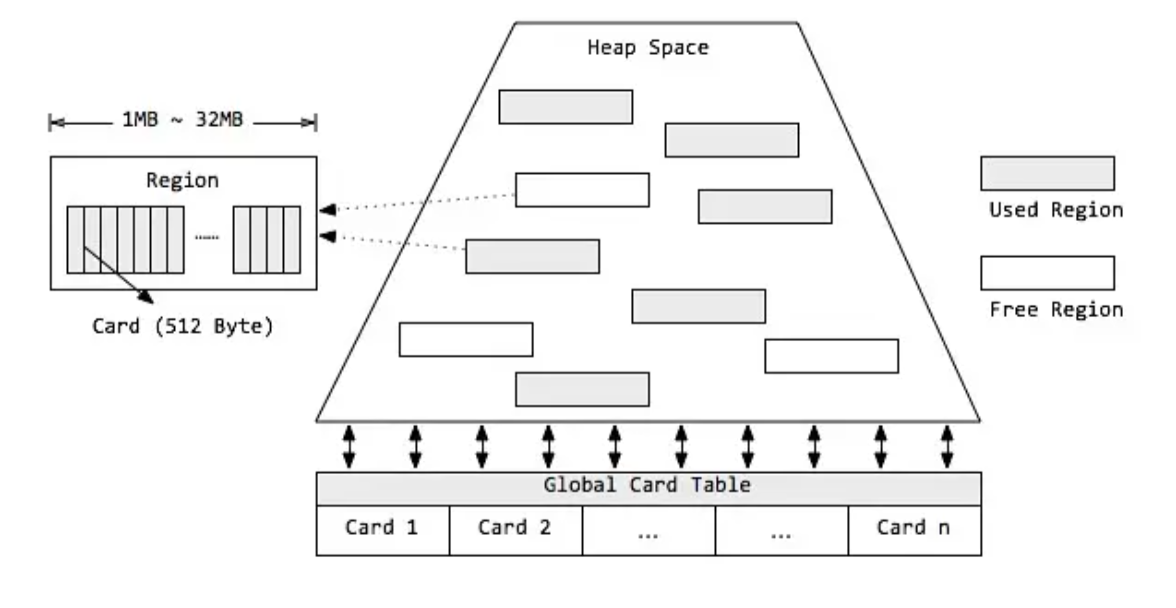 Heap Space
1MB ~ 32MB
Region
......
Card (512 Byte)
Used Region
Free Region
Global Card Table
Card 1
Card 2
...
...
Card n